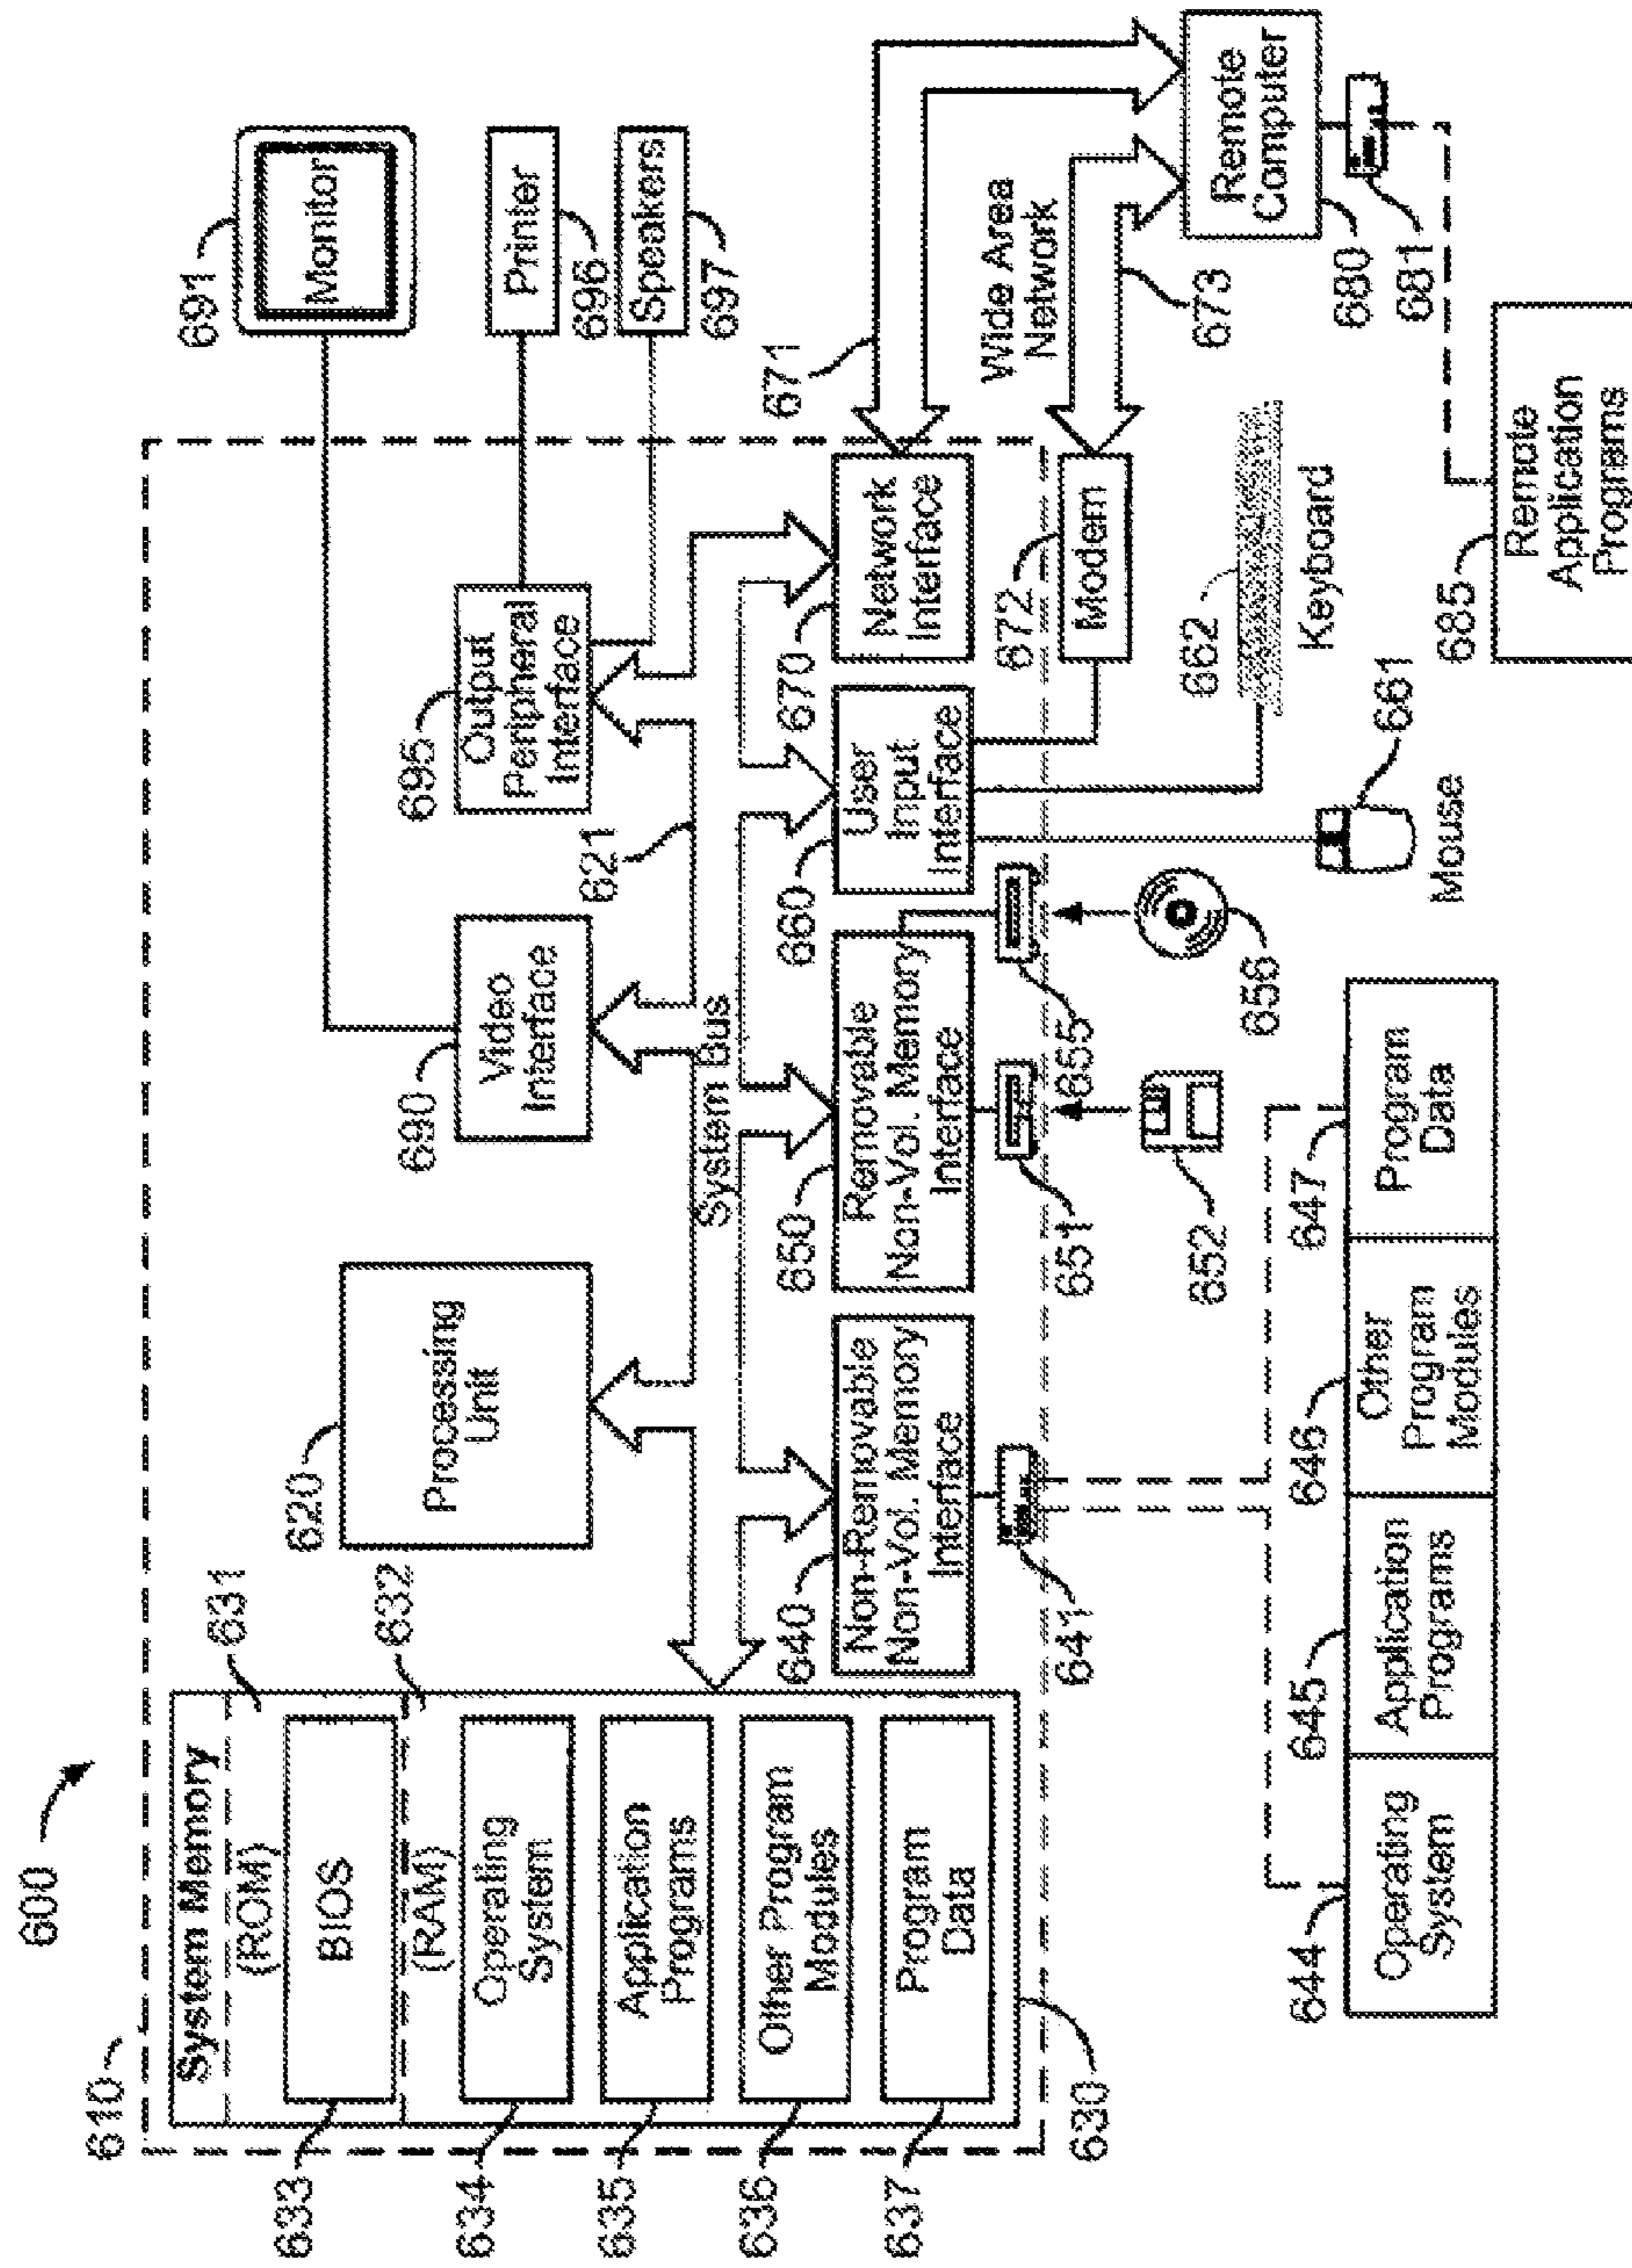 600
610
System Memory
(ROM)
631
BIOS
633
(RAM)
632
Operating
System
634
Application
Programs
635
Other Program
Modules
636
Program
Data
637
630
620
Processing
Unit
690
Video
Interface
695
Output
Peripheral
Interface
691
Monitor
Printer
696
Speakers
697
System Bus
621
640
Non-Removable
Non-Vol. Memory
Interface
641
650
Removable
Non-Vol. Memory
Interface
651
655
652
656
660
User
Input
Interface
670
Network
Interface
671
672
Modem
Wide Area
Network
673
Remote
Computer
680
681
662
Keyboard
661
Mouse
685
Remote
Application
Programs
644
Operating
System
645
Application
Programs
646
Other
Program
Modules
647
Program
Data